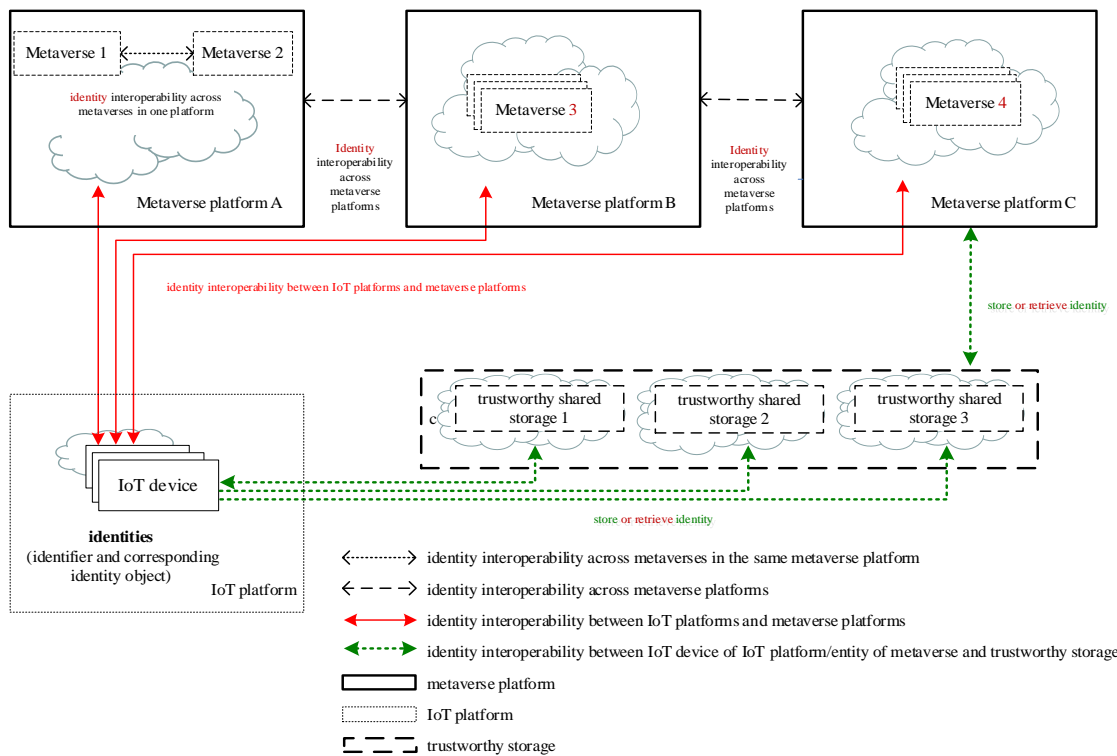 Metaverse 1
Metaverse 2
identity interoperability across
metaverses in one platform
Metaverse platform A
Identity
interoperability
across
metaverse
platforms
Metaverse 3
Metaverse platform B
Identity
interoperability
across
metaverse
platforms
Metaverse 4
Metaverse platform C
identity interoperability between IoT platforms and metaverse platforms
store or retrieve identity
c
trustworthy shared
storage 1
trustworthy shared
storage 2
trustworthy shared
storage 3
IoT device
identities
(identifier and corresponding
identity object)
IoT platform
store or retrieve identity
identity interoperability across metaverses in the same metaverse platform
identity interoperability across metaverse platforms
identity interoperability between IoT platforms and metaverse platforms
identity interoperability between IoT device of IoT platform/entity of metaverse and trustworthy storage
metaverse platform
IoT platform
trustworthy storage